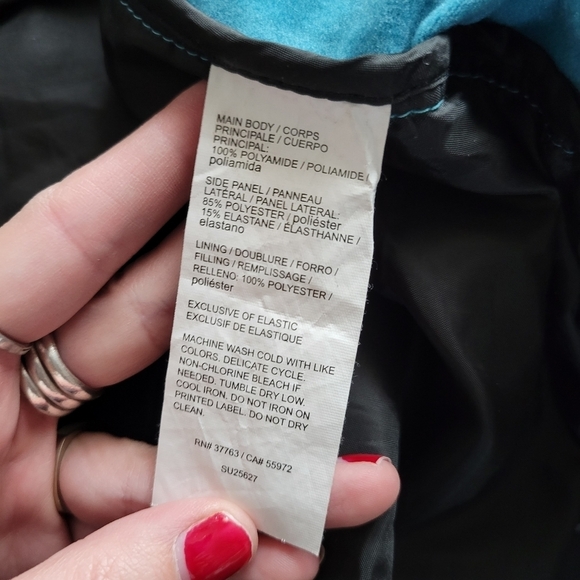 MAIN BODY / CORPS
PRINCIPALE / CUERPO
PRINCIPAL:
100% POLYAMIDE / POLIAMIDE /
poliamida
SIDE PANEL / PANNEAU
LATÉRAL / PANEL LATERAL:
85% POLYESTER / poliéster
15% ELASTANE / ÉLASTHANNE /
elastano
LINING / DOUBLURE / FORRO /
FILLING / REMPLISSAGE /
RELLENO: 100% POLYESTER /
poliéster
EXCLUSIVE OF ELASTIC
EXCLUSIF DE ELASTIQUE
MACHINE WASH COLD WITH LIKE
COLORS. DELICATE CYCLE.
NON-CHLORINE BLEACH IF
NEEDED. TUMBLE DRY LOW.
COOL IRON. DO NOT IRON ON
PRINTED LABEL. DO NOT DRY
CLEAN.
RN# 37763 / CA# 55972
SU25627